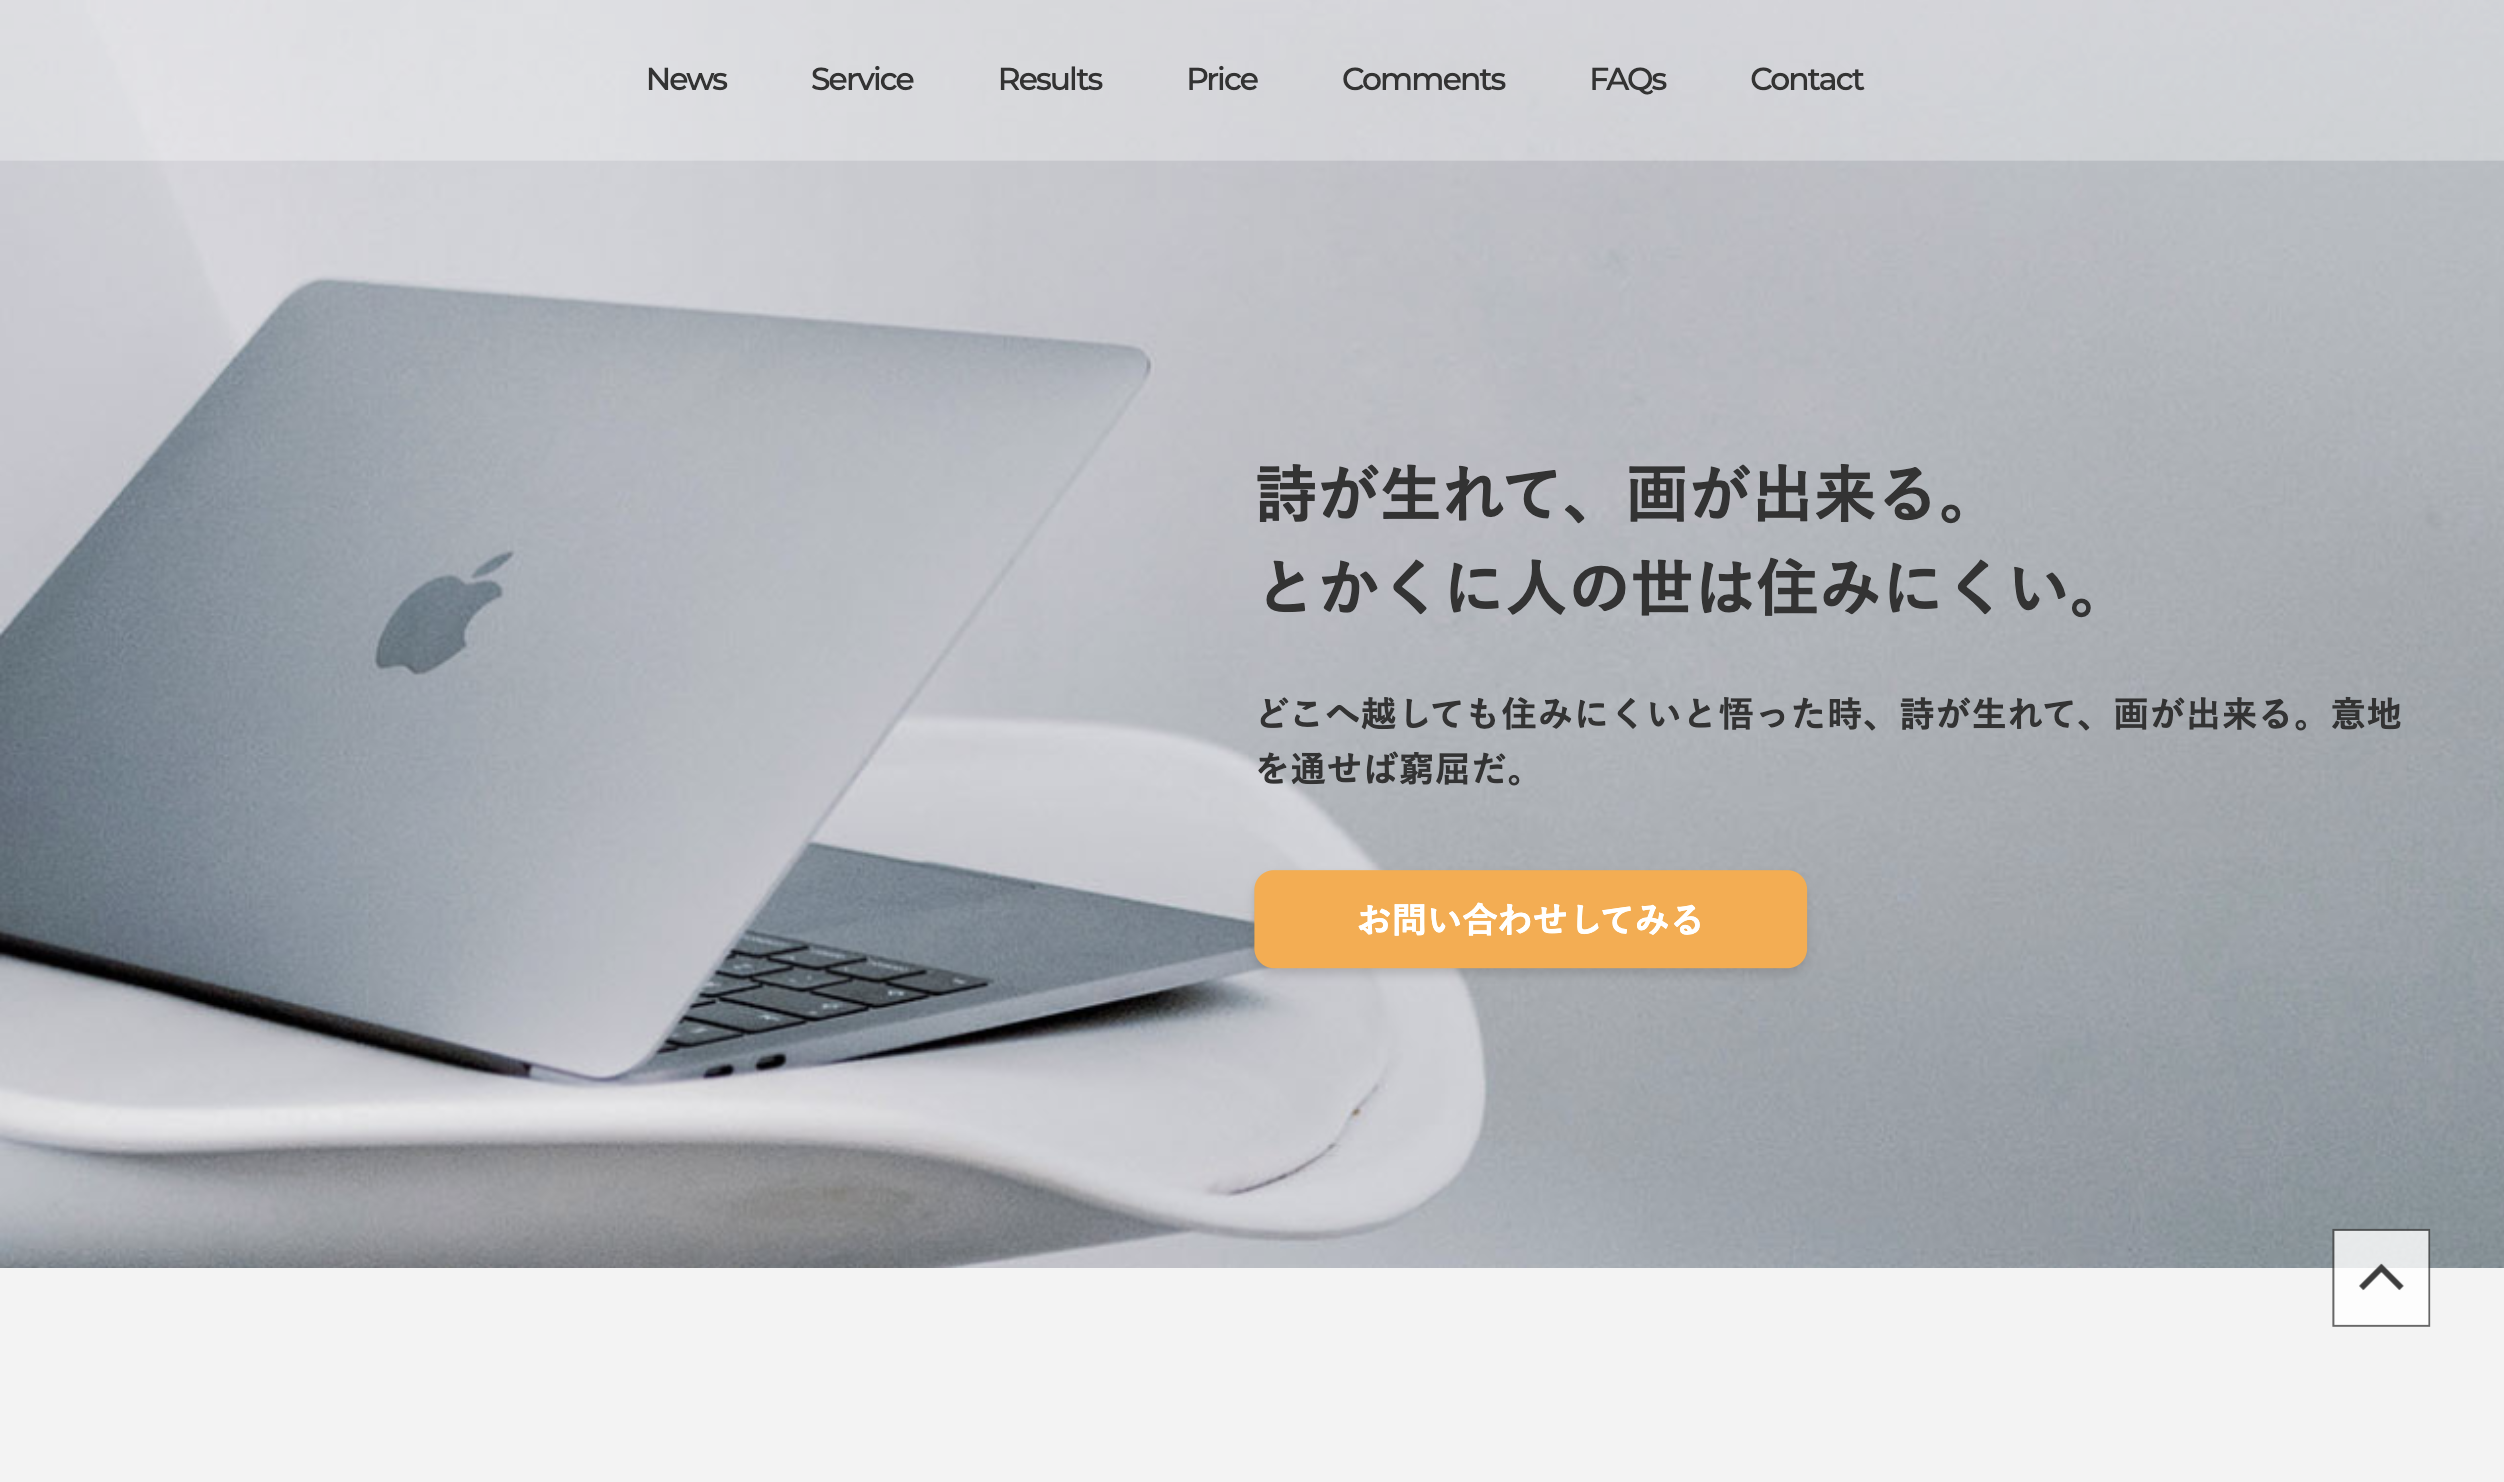 News Service Results Price Comments FAQs Contact
詩が生れて、画が出来る。
とかくに人の世は住みにくい。
どこへ越しても住みにくいと悟った時、詩が生れて、画が出来る。意地
を通せば窮屈だ。
お問い合わせしてみる